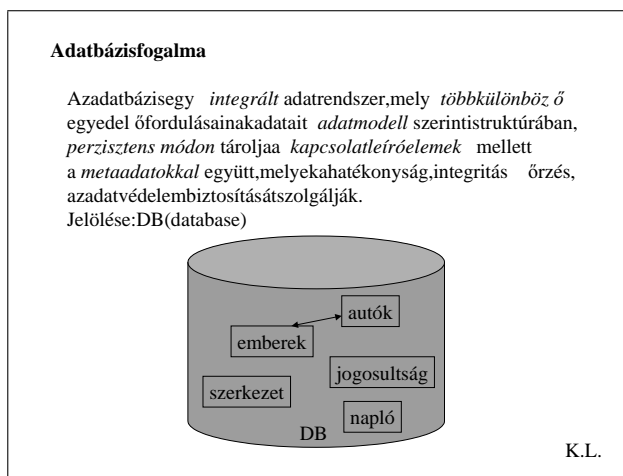 Adatbázisfogalma
Azadatbázisegy integrált adatrendszer,mely többkülönböz ő
egyedel őfordulásainakadatait adatmodell szerintistruktúrában,
perzisztens módon tároljaa kapcsolatleíróelemek mellett
a metaadatokkal együtt,melyekahatékonyság,integritás őrzés,
azadatvédelembiztosításátszolgálják.
Jelölése:DB(database)
autók
emberek
jogosultság
szerkezet
napló
DB
K.L.